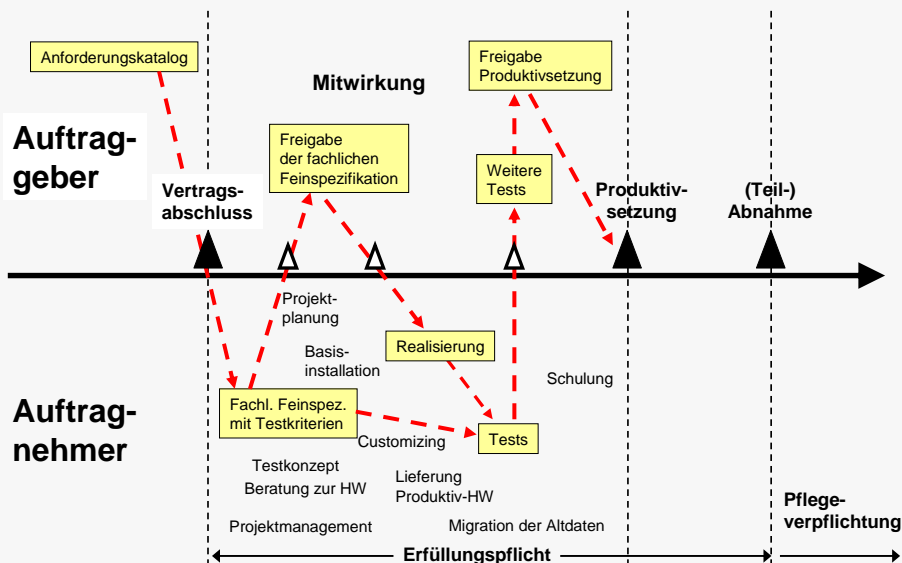 Anforderungskatalog
Mitwirkung
Freigabe
Produktivsetzung
Auftrag-
geber
Freigabe
der fachlichen
Feinspezifikation
Weitere
Tests
Vertrags-
abschluss
Produktiv-
setzung
(Teil-)
Abnahme
Projekt-
planung
Basis-
installation
Realisierung
Schulung
Auftrag-
nehmer
Fachl. Feinspez.
mit Testkriterien
Customizing
Tests
Testkonzept
Beratung zur HW
Lieferung
Produktiv-HW
Projektmanagement
Migration der Altdaten
Pflege-
verpflichtung
Erfüllungspflicht